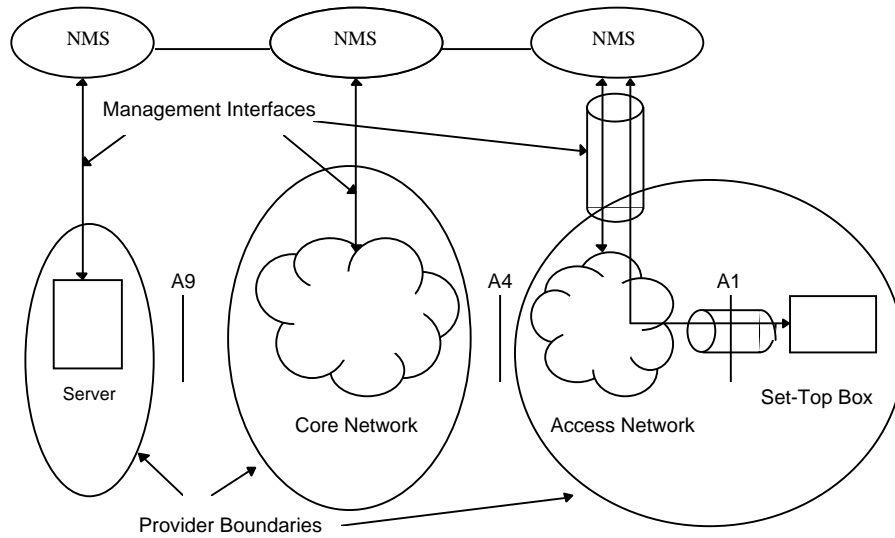 NMS
NMS
NMS
Management Interfaces
A9
A4
A1
Server
Core Network
Access Network
Set-Top Box
Provider Boundaries